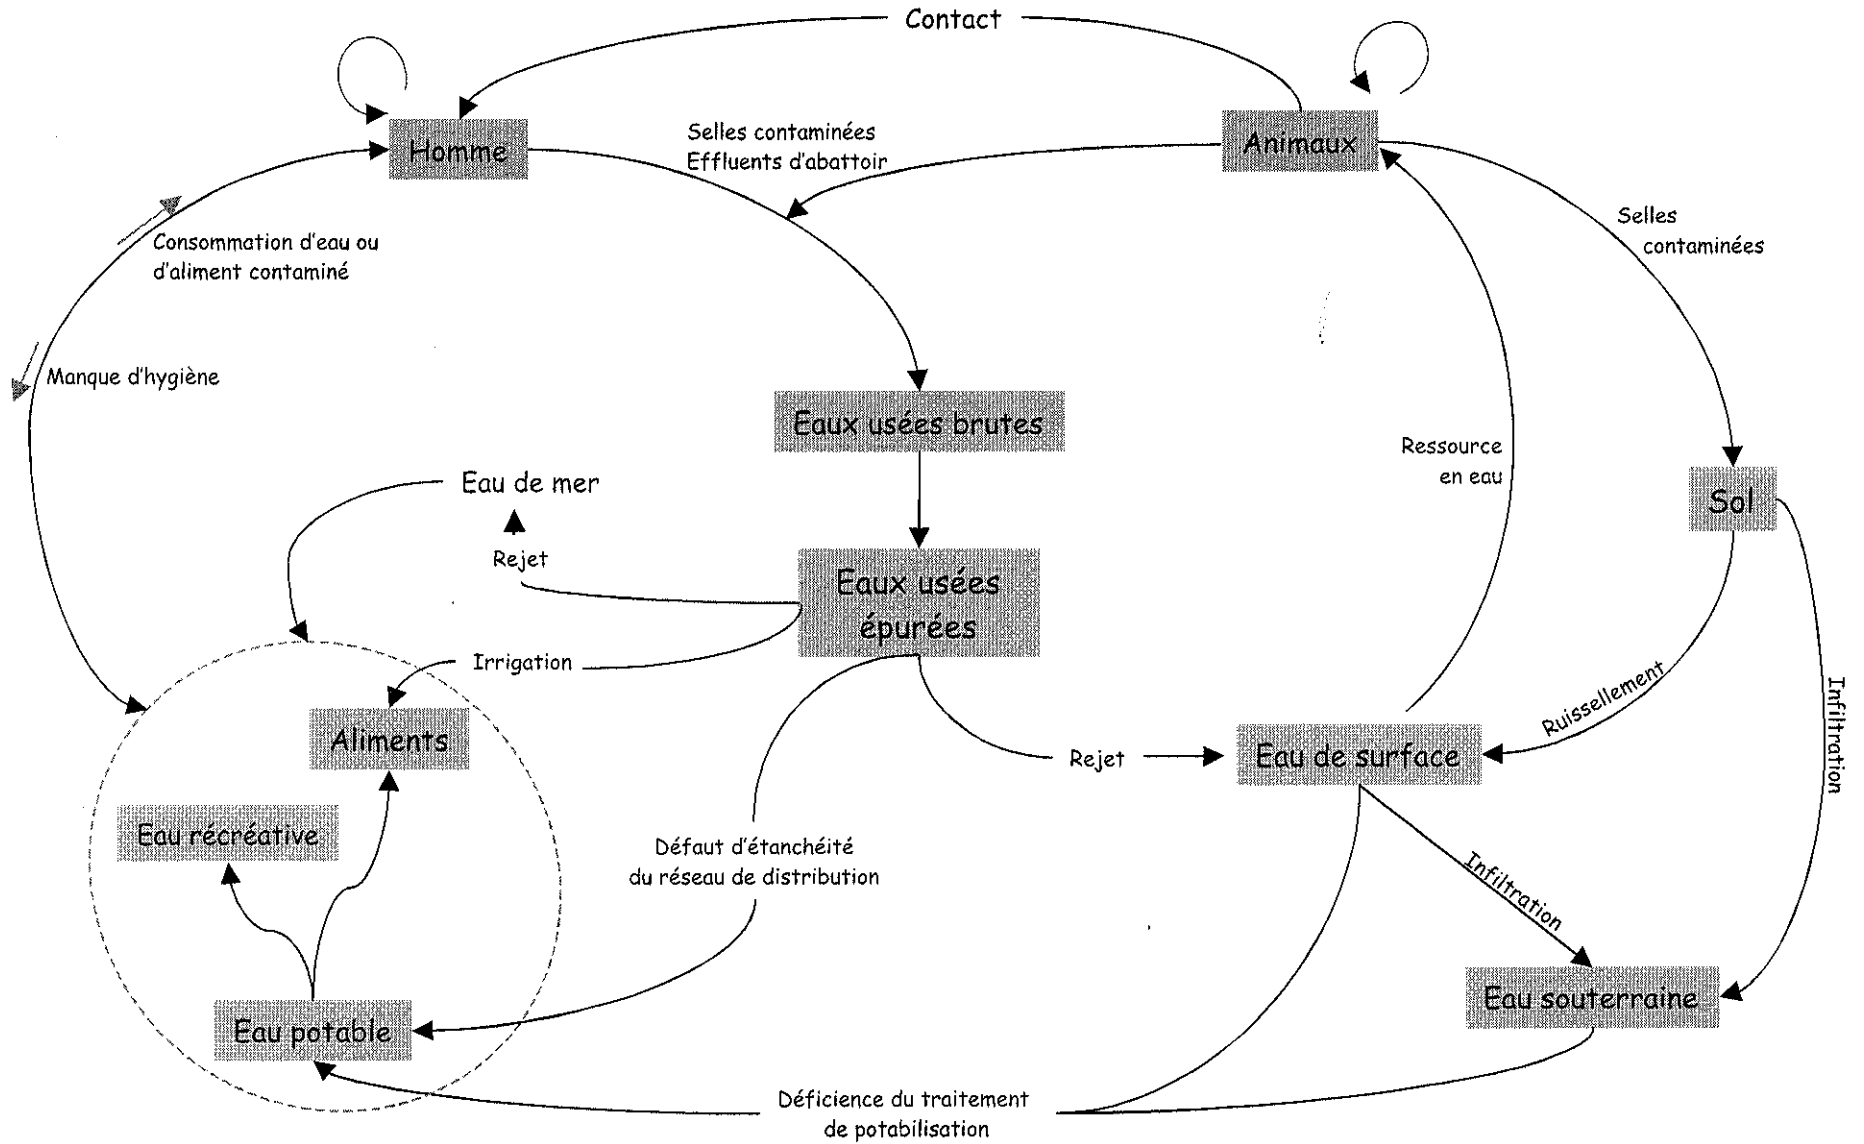 Contact
Homme
Selles contaminées
Effluents d'abattoir
Animaux
Selles
contaminées
Consommation d'eau ou
d'aliment contaminé
Manque d'hygiène
Eaux usées brutes
Ressource
en eau
Eau de mer
Sol
Rejet
Eaux usées
épurées
Irrigation
Ruissellement
Infiltration
Aliments
Rejet
Eau de surface
Eau récréative
Défaut d'étanchéité
du réseau de distribution
Infiltration
Eau souterraine
Eau potable
Déficience du traitement
de potabilisation